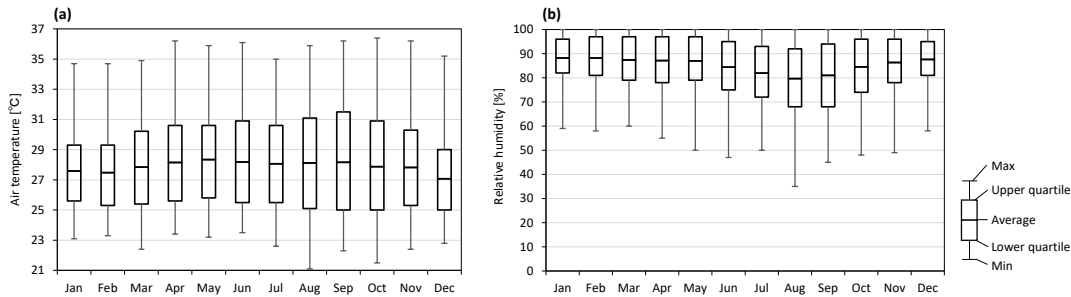 (a)
Air temperature [℃]
37
35
33
31
29
27
25
23
21
Jan Feb Mar Apr May Jun Jul Aug Sep Oct Nov Dec
(b)
Relative humidity [%]
100
90
80
70
60
50
40
30
20
10
0
Jan Feb Mar Apr May Jun Jul Aug Sep Oct Nov Dec
Max
Upper quartile
Average
Lower quartile
Min